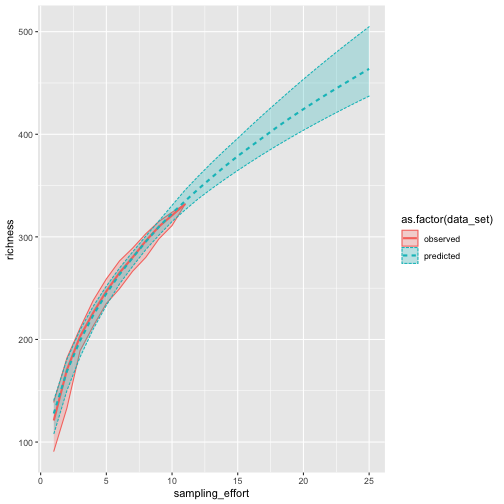 500
400
300
200
100
richness
0
5
10
15
20
25
sampling_effort
as.factor(data_set)
observed
predicted